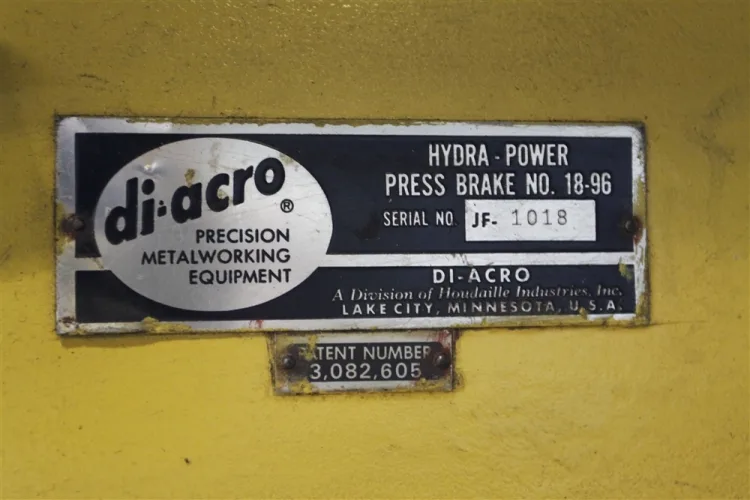 di-acro ®
PRECISION
METALWORKING
EQUIPMENT
HYDRA-POWER
PRESS BRAKE NO. 18-96
SERIAL NO. JF- 1018
DI-ACRO
A Division of Houdaille Industries, Inc.
LAKE CITY, MINNESOTA, U.S.A.
PATENT NUMBER
3,082,605